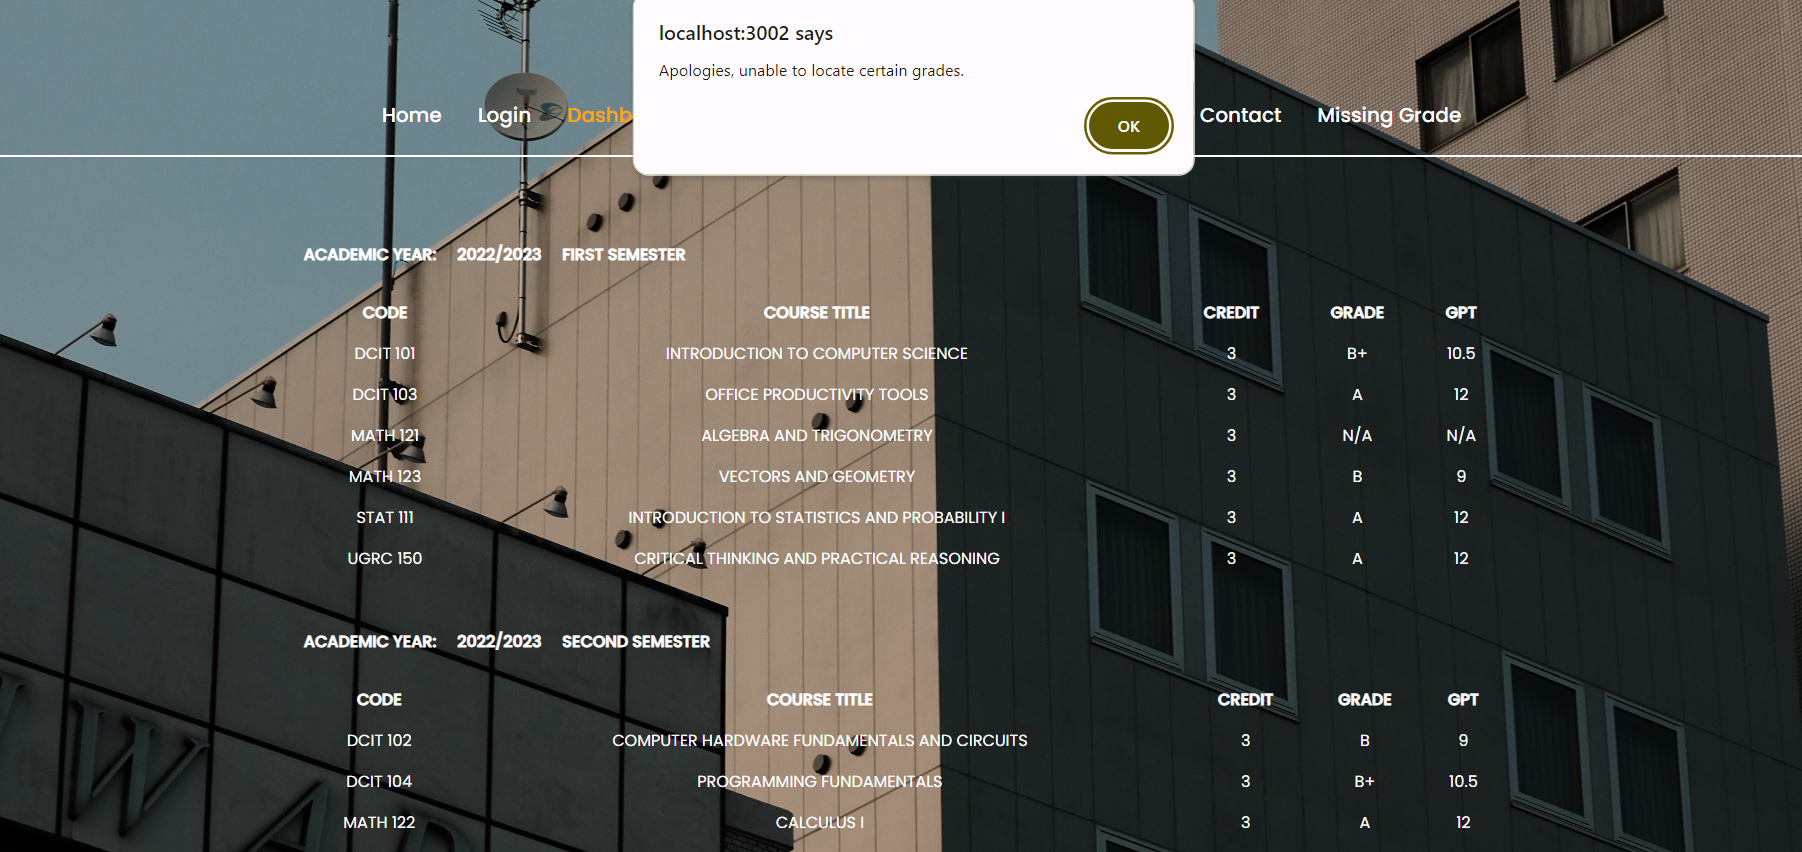 localhost:3002 says
Apologies, unable to locate certain grades.
OK
Home Login Dashb Contact Missing Grade
ACADEMIC YEAR: 2022/2023 FIRST SEMESTER
CODE COURSE TITLE CREDIT GRADE GPT
DCIT 101 INTRODUCTION TO COMPUTER SCIENCE 3 B+ 10.5
DCIT 103 OFFICE PRODUCTIVITY TOOLS 3 A 12
MATH 121 ALGEBRA AND TRIGONOMETRY 3 N/A N/A
MATH 123 VECTORS AND GEOMETRY 3 B 9
STAT 111 INTRODUCTION TO STATISTICS AND PROBABILITY I 3 A 12
UGRC 150 CRITICAL THINKING AND PRACTICAL REASONING 3 A 12
ACADEMIC YEAR: 2022/2023 SECOND SEMESTER
CODE COURSE TITLE CREDIT GRADE GPT
DCIT 102 COMPUTER HARDWARE FUNDAMENTALS AND CIRCUITS 3 B 9
DCIT 104 PROGRAMMING FUNDAMENTALS 3 B+ 10.5
MATH 122 CALCULUS I 3 A 12